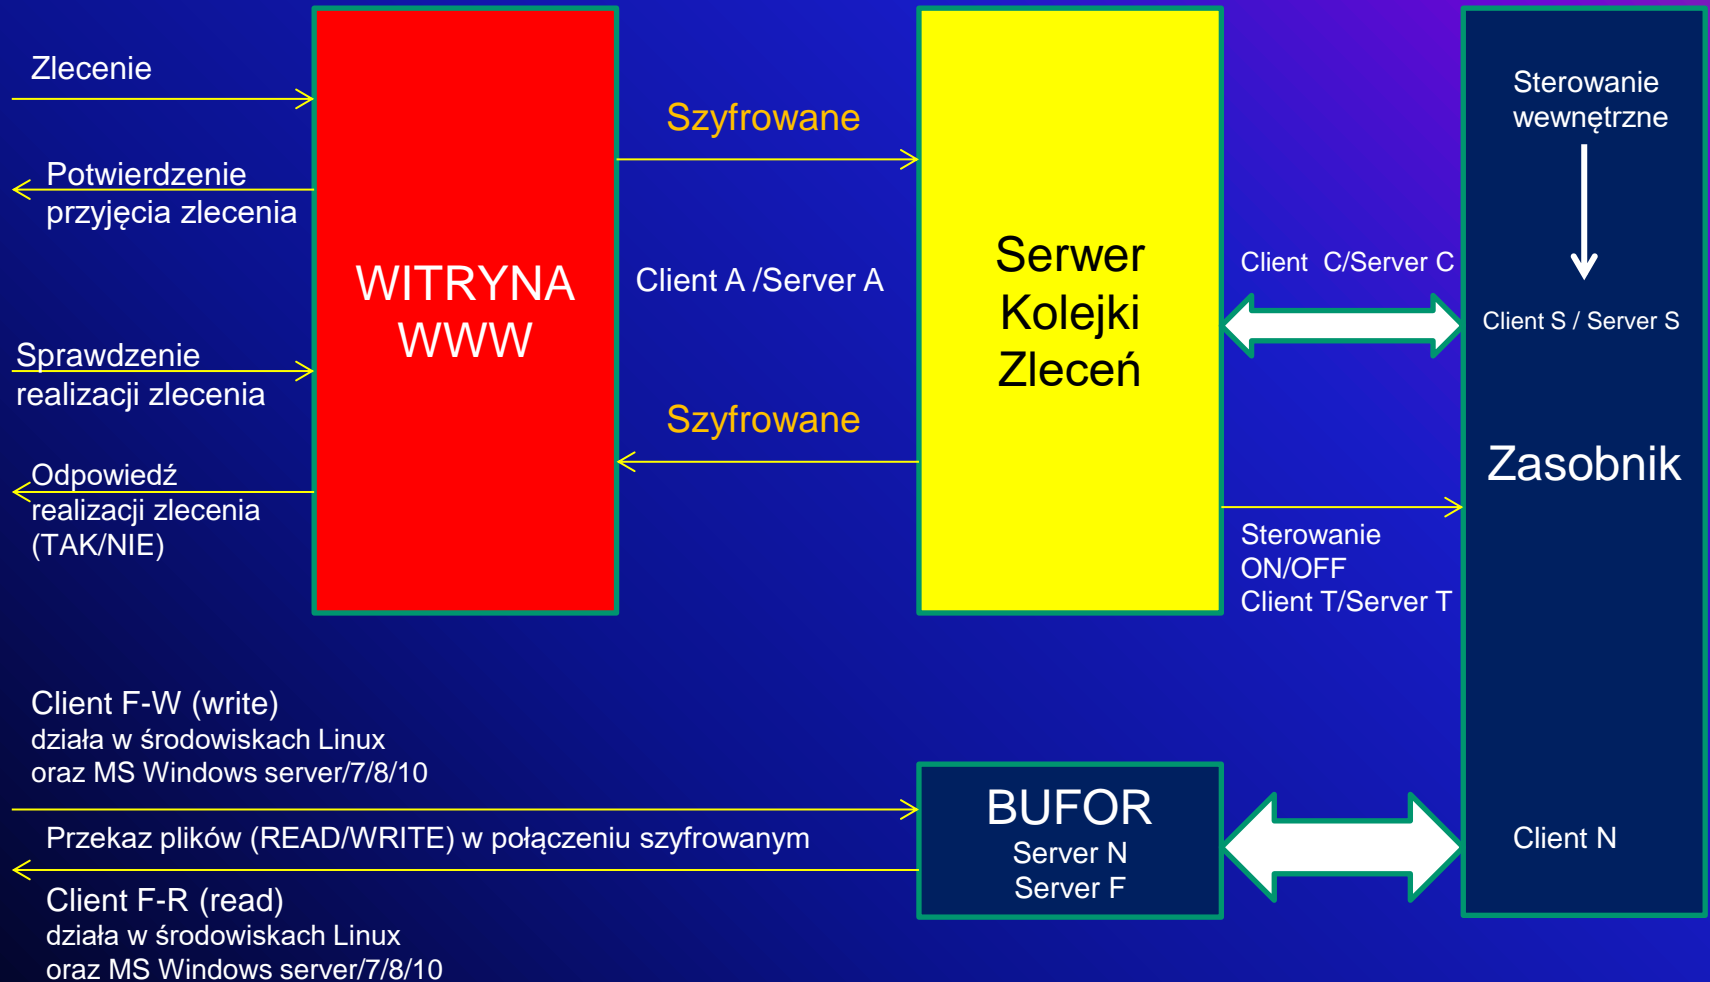 Zlecenie
Potwierdzenie
przyjęcia zlecenia
Sprawdzenie
realizacji zlecenia
Odpowiedź
realizacji zlecenia
(TAK/NIE)
WITRYNA
WWW
Szyfrowane
Client A /Server A
Szyfrowane
Serwer
Kolejki
Zleceń
Client  C/Server C
Sterowanie
ON/OFF
Client T/Server T
Sterowanie
wewnętrzne
Client S / Server S
Zasobnik
Client N
Client F-W (write)
działa w środowiskach Linux
oraz MS Windows server/7/8/10
Przekaz plików (READ/WRITE) w połączeniu szyfrowanym
Client F-R (read)
działa w środowiskach Linux
oraz MS Windows server/7/8/10
BUFOR
Server N
Server F